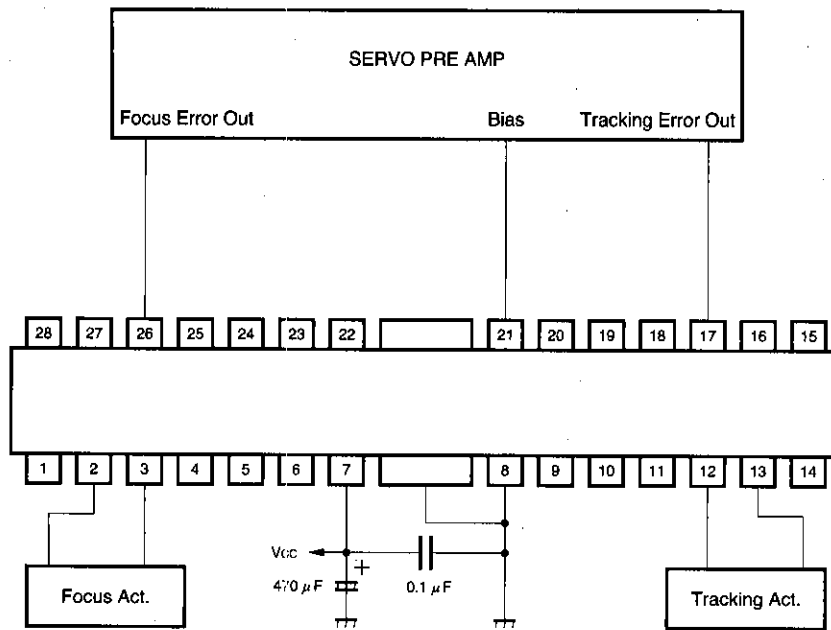 SERVO PRE AMP
Focus Error Out Bias Tracking Error Out
28 27 26 25 24 23 22 21 20 19 18 17 16 15
1 2 3 4 5 6 7 8 9 10 11 12 13 14
Vcc +
470 μF 0.1 μF
Focus Act. Tracking Act.